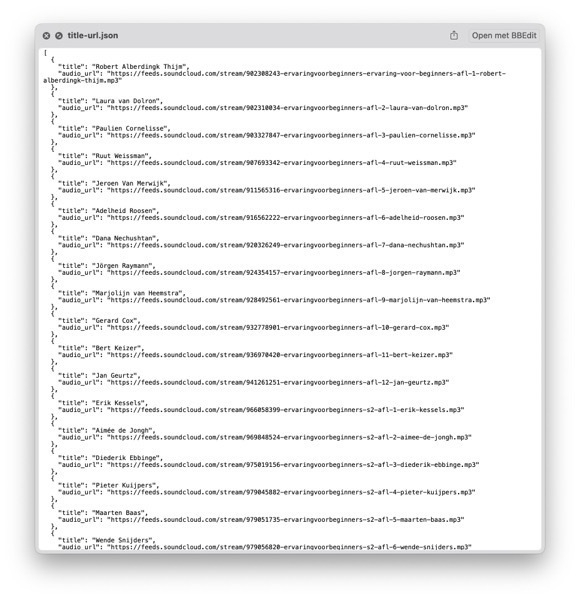 title-url.json
Open met BBEdit
[
{
"title": "Robert Alberdingk Thijm",
"audio_url": "https://feeds.soundcloud.com/stream/902308243-ervaringvoorbeginners-ervaring-voor-beginners-afl-1-robert-
alberdingk-thijm.mp3"
},
{
"title": "Laura van Dolron",
"audio_url": "https://feeds.soundcloud.com/stream/902310034-ervaringvoorbeginners-afl-2-laura-van-dolron.mp3"
},
{
"title": "Paulien Cornelisse",
"audio_url": "https://feeds.soundcloud.com/stream/903327847-ervaringvoorbeginners-afl-3-paulien-cornelisse.mp3"
},
{
"title": "Ruut Weissman",
"audio_url": "https://feeds.soundcloud.com/stream/907693342-ervaringvoorbeginners-afl-4-ruut-weissman.mp3"
},
{
"title": "Jeroen Van Merwijk",
"audio_url": "https://feeds.soundcloud.com/stream/911565316-ervaringvoorbeginners-afl-5-jeroen-van-merwijk.mp3"
},
{
"title": "Adelheid Roosen",
"audio_url": "https://feeds.soundcloud.com/stream/916562222-ervaringvoorbeginners-afl-6-adelheid-roosen.mp3"
},
{
"title": "Dana Nechushtan",
"audio_url": "https://feeds.soundcloud.com/stream/920326249-ervaringvoorbeginners-afl-7-dana-nechushtan.mp3"
},
{
"title": "Jörgen Raymann",
"audio_url": "https://feeds.soundcloud.com/stream/924354157-ervaringvoorbeginners-afl-8-jorgen-raymann.mp3"
},
{
"title": "Marjolijn van Heemstra",
"audio_url": "https://feeds.soundcloud.com/stream/928492561-ervaringvoorbeginners-afl-9-marjolijn-van-heemstra.mp3"
},
{
"title": "Gerard Cox",
"audio_url": "https://feeds.soundcloud.com/stream/932778901-ervaringvoorbeginners-afl-10-gerard-cox.mp3"
},
{
"title": "Bert Keizer",
"audio_url": "https://feeds.soundcloud.com/stream/936970420-ervaringvoorbeginners-afl-11-bert-keizer.mp3"
},
{
"title": "Jan Geurtz",
"audio_url": "https://feeds.soundcloud.com/stream/941261251-ervaringvoorbeginners-afl-12-jan-geurtz.mp3"
},
{
"title": "Erik Kessels",
"audio_url": "https://feeds.soundcloud.com/stream/966058399-ervaringvoorbeginners-s2-afl-1-erik-kessels.mp3"
},
{
"title": "Aimée de Jongh",
"audio_url": "https://feeds.soundcloud.com/stream/969848524-ervaringvoorbeginners-s2-afl-2-aimee-de-jongh.mp3"
},
{
"title": "Diederik Ebbinge",
"audio_url": "https://feeds.soundcloud.com/stream/975019156-ervaringvoorbeginners-s2-afl-3-diederik-ebbinge.mp3"
},
{
"title": "Pieter Kuijpers",
"audio_url": "https://feeds.soundcloud.com/stream/979045882-ervaringvoorbeginners-s2-afl-4-pieter-kuijpers.mp3"
},
{
"title": "Maarten Baas",
"audio_url": "https://feeds.soundcloud.com/stream/979051735-ervaringvoorbeginners-s2-afl-5-maarten-baas.mp3"
},
{
"title": "Wende Snijders",
"audio_url": "https://feeds.soundcloud.com/stream/979056820-ervaringvoorbeginners-s2-afl-6-wende-snijders.mp3"